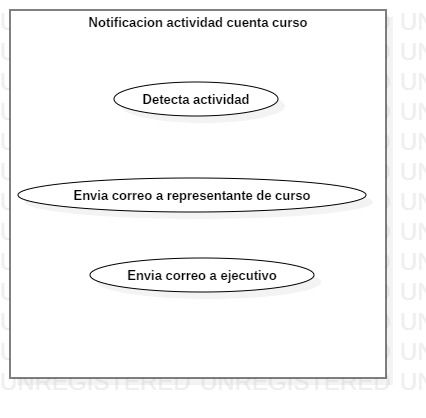 Notificacion actividad cuenta curso
Detecta actividad
Envia correo a representante de curso
Envia correo a ejecutivo
UNREGISTERED UNREGISTERED